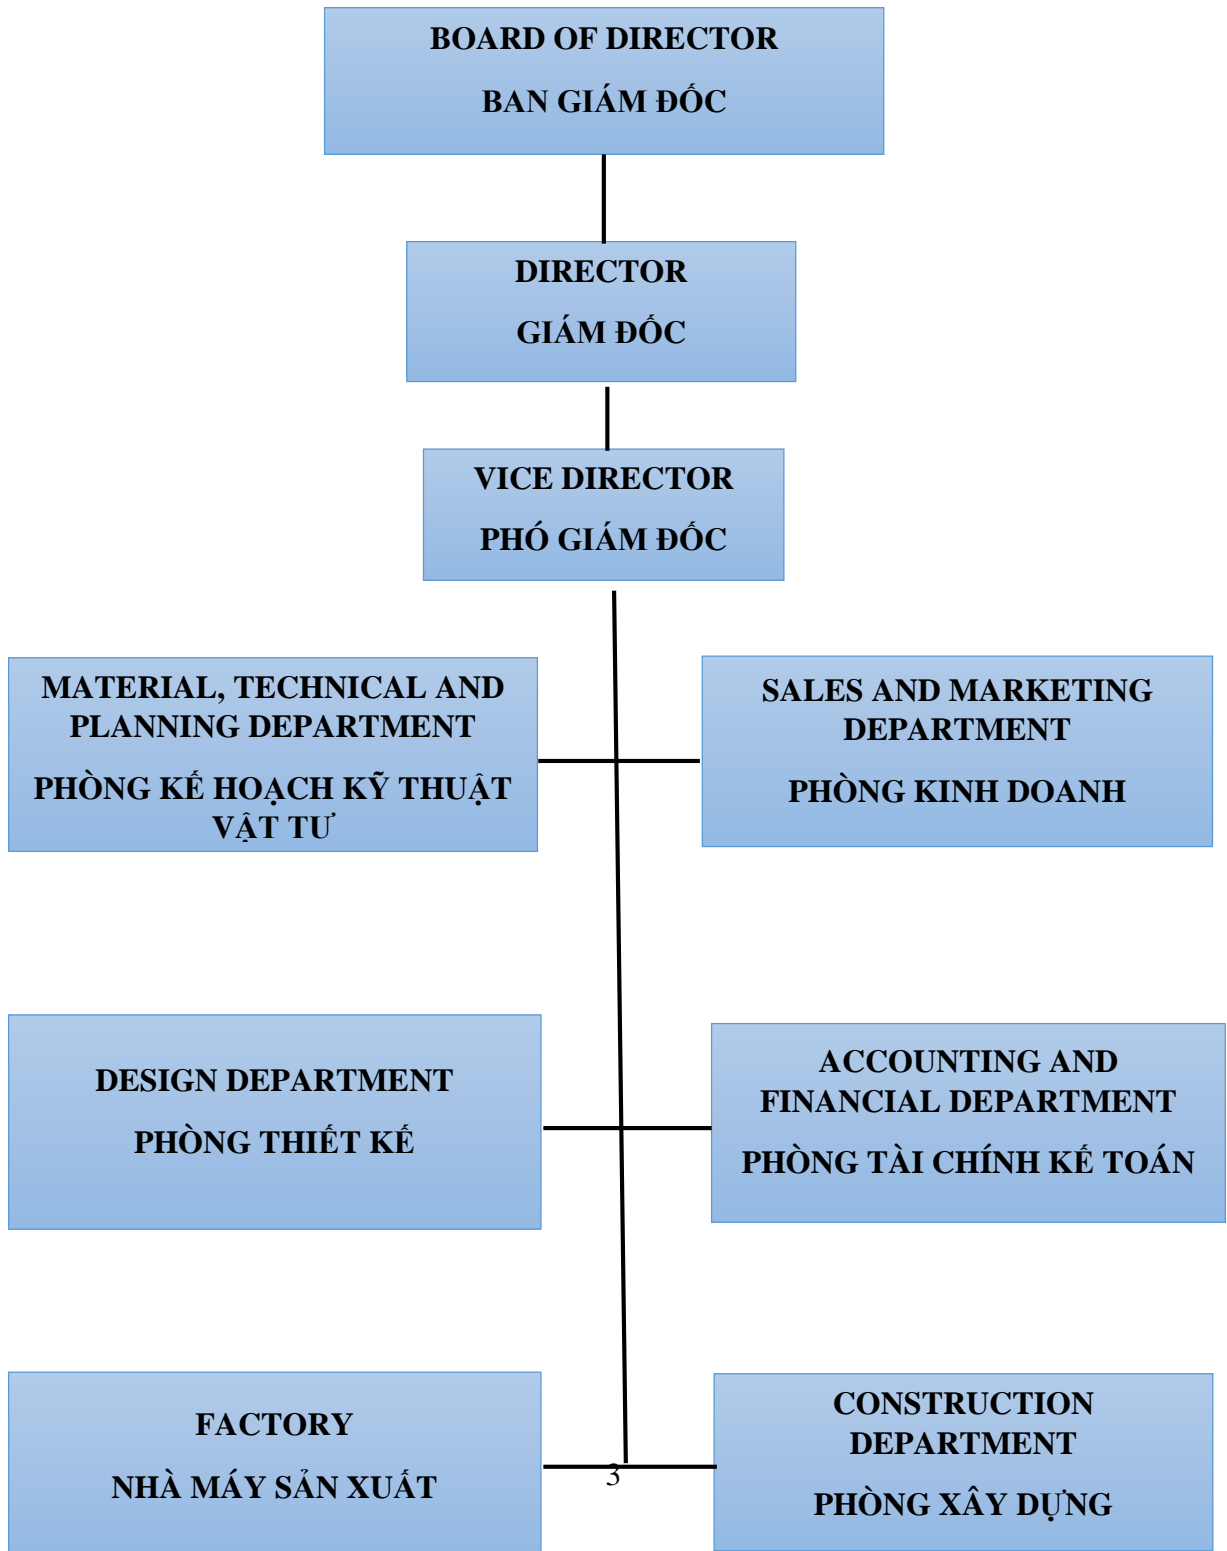 BOARD OF DIRECTOR
BAN GIÁM ĐỐC
DIRECTOR
GIÁM ĐỐC
VICE DIRECTOR
PHÓ GIÁM ĐỐC
MATERIAL, TECHNICAL AND
PLANNING DEPARTMENT
PHÒNG KẾ HOẠCH KỸ THUẬT
VẬT TƯ
SALES AND MARKETING
DEPARTMENT
PHÒNG KINH DOANH
DESIGN DEPARTMENT
PHÒNG THIẾT KẾ
ACCOUNTING AND
FINANCIAL DEPARTMENT
PHÒNG TÀI CHÍNH KẾ TOÁN
FACTORY
NHÀ MÁY SẢN XUẤT
CONSTRUCTION
DEPARTMENT
PHÒNG XÂY DỰNG
3